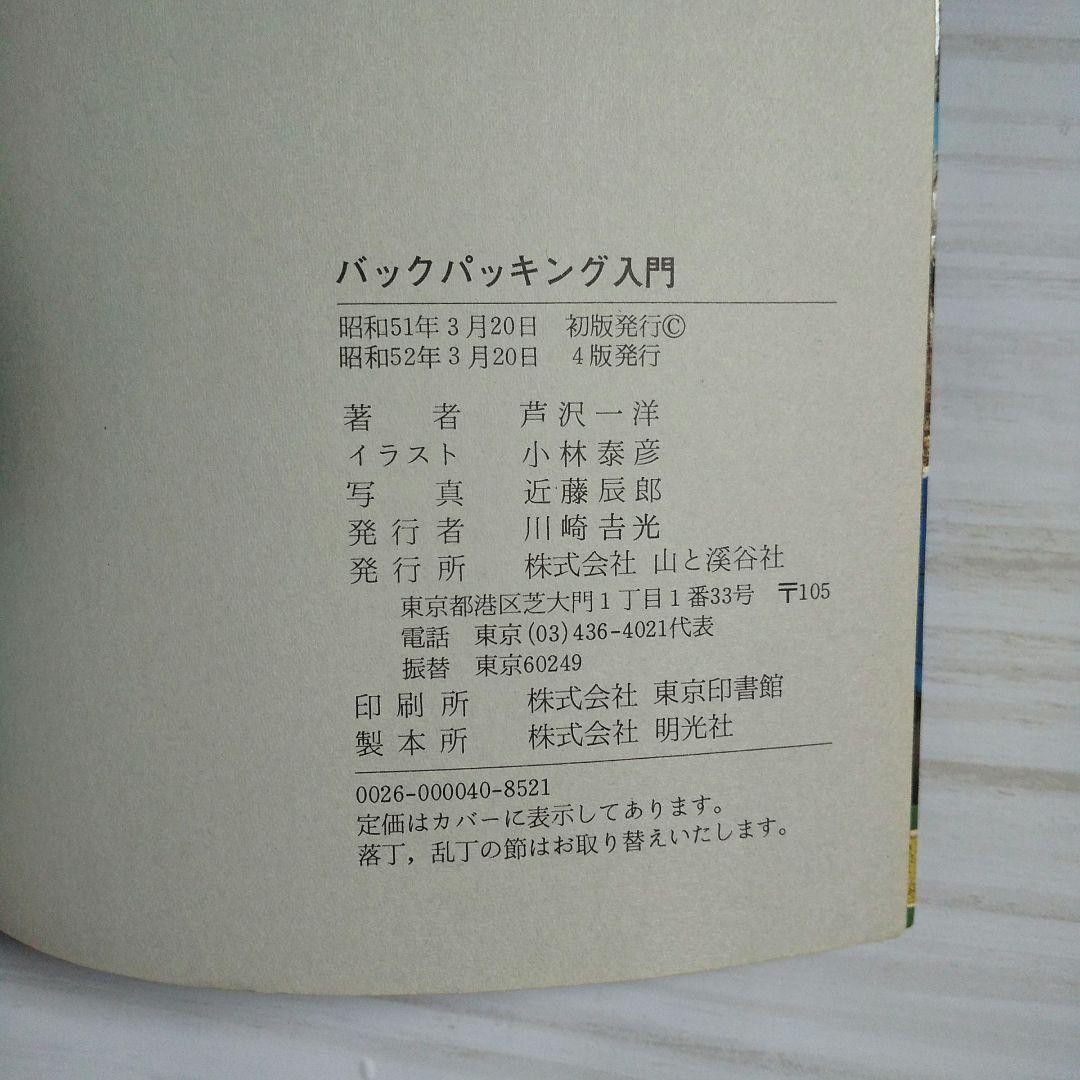 バックパッキング入門
昭和51年3月20日 初版発行©
昭和52年3月20日 4版発行
著者 芦沢一洋
イラスト 小林泰彦
写真 近藤辰郎
発行者 川崎吉光
発行所 株式会社 山と溪谷社
東京都港区芝大門1丁目1番33号 〒105
電話 東京(03)436-4021代表
振替 東京60249
印刷所 株式会社 東京印書館
製本所 株式会社 明光社
0026-000040-8521
定価はカバーに表示してあります。
落丁,乱丁の節はお取り替えいたします。